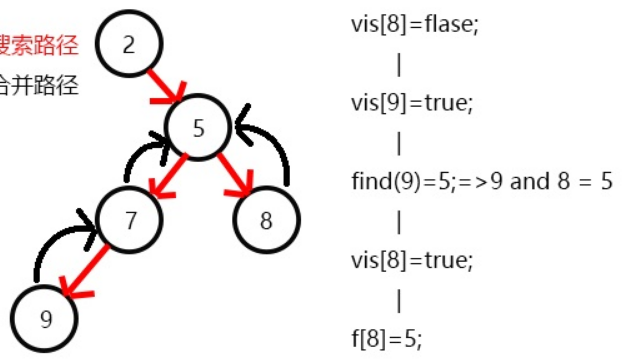 搜索路径
合并路径
2
5
7
8
9
vis[8]=flase;
|
vis[9]=true;
|
find(9)=5;=>9 and 8 = 5
|
vis[8]=true;
|
f[8]=5;